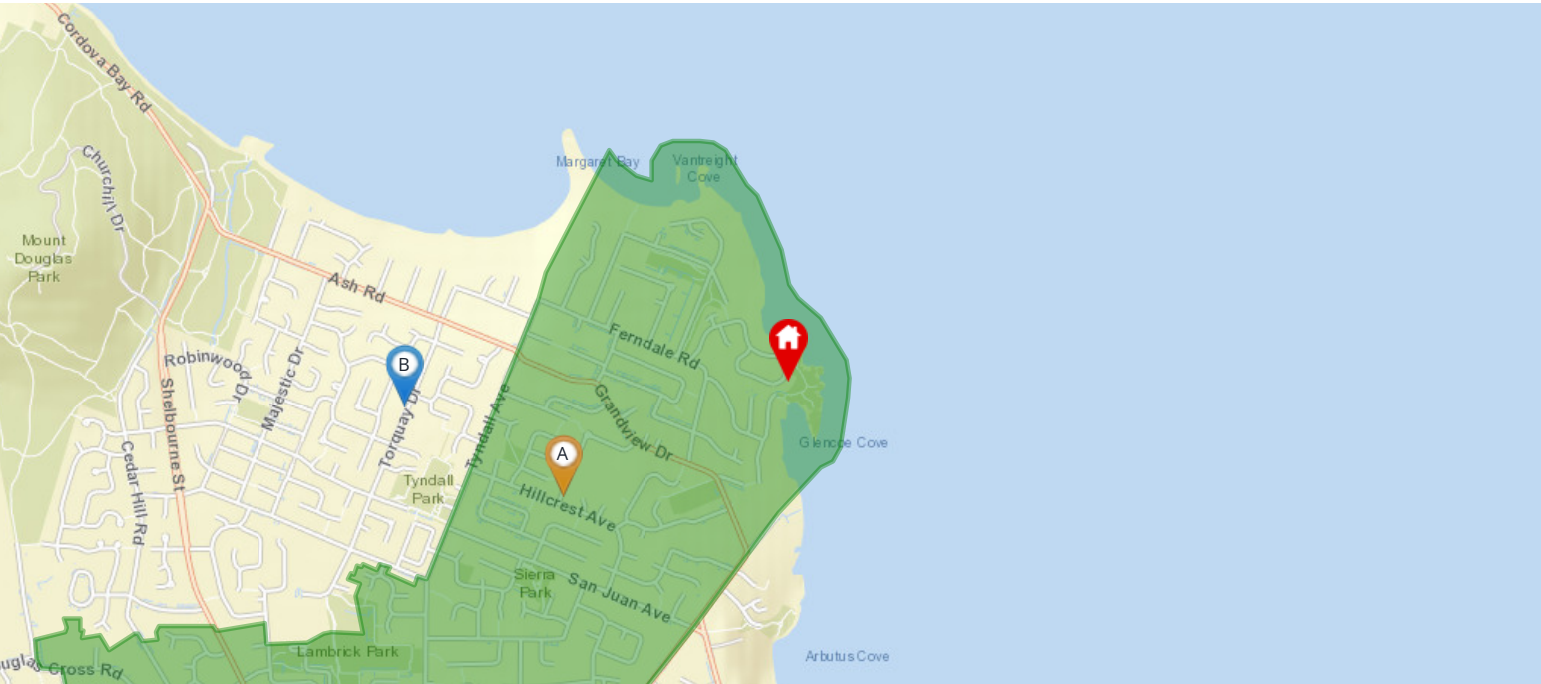 Cordova Bay Rd
Churchill Dr
Margaret Bay
Vantreight
Cove
Mount
Douglas
Park
Ash Rd
Ferndale Rd
B
Robinwood
Dr
Majestic Dr
Shelbourne St
Torquay Dr
Tyndall Ave
Grandview Dr
Glencoe Cove
A
Cedar Hill Rd
Tyndall
Park
Hillcrest Ave
Sierra
Park
San Juan Ave
Lambrick Park
Arbutus Cove
uglas
Cross Rd